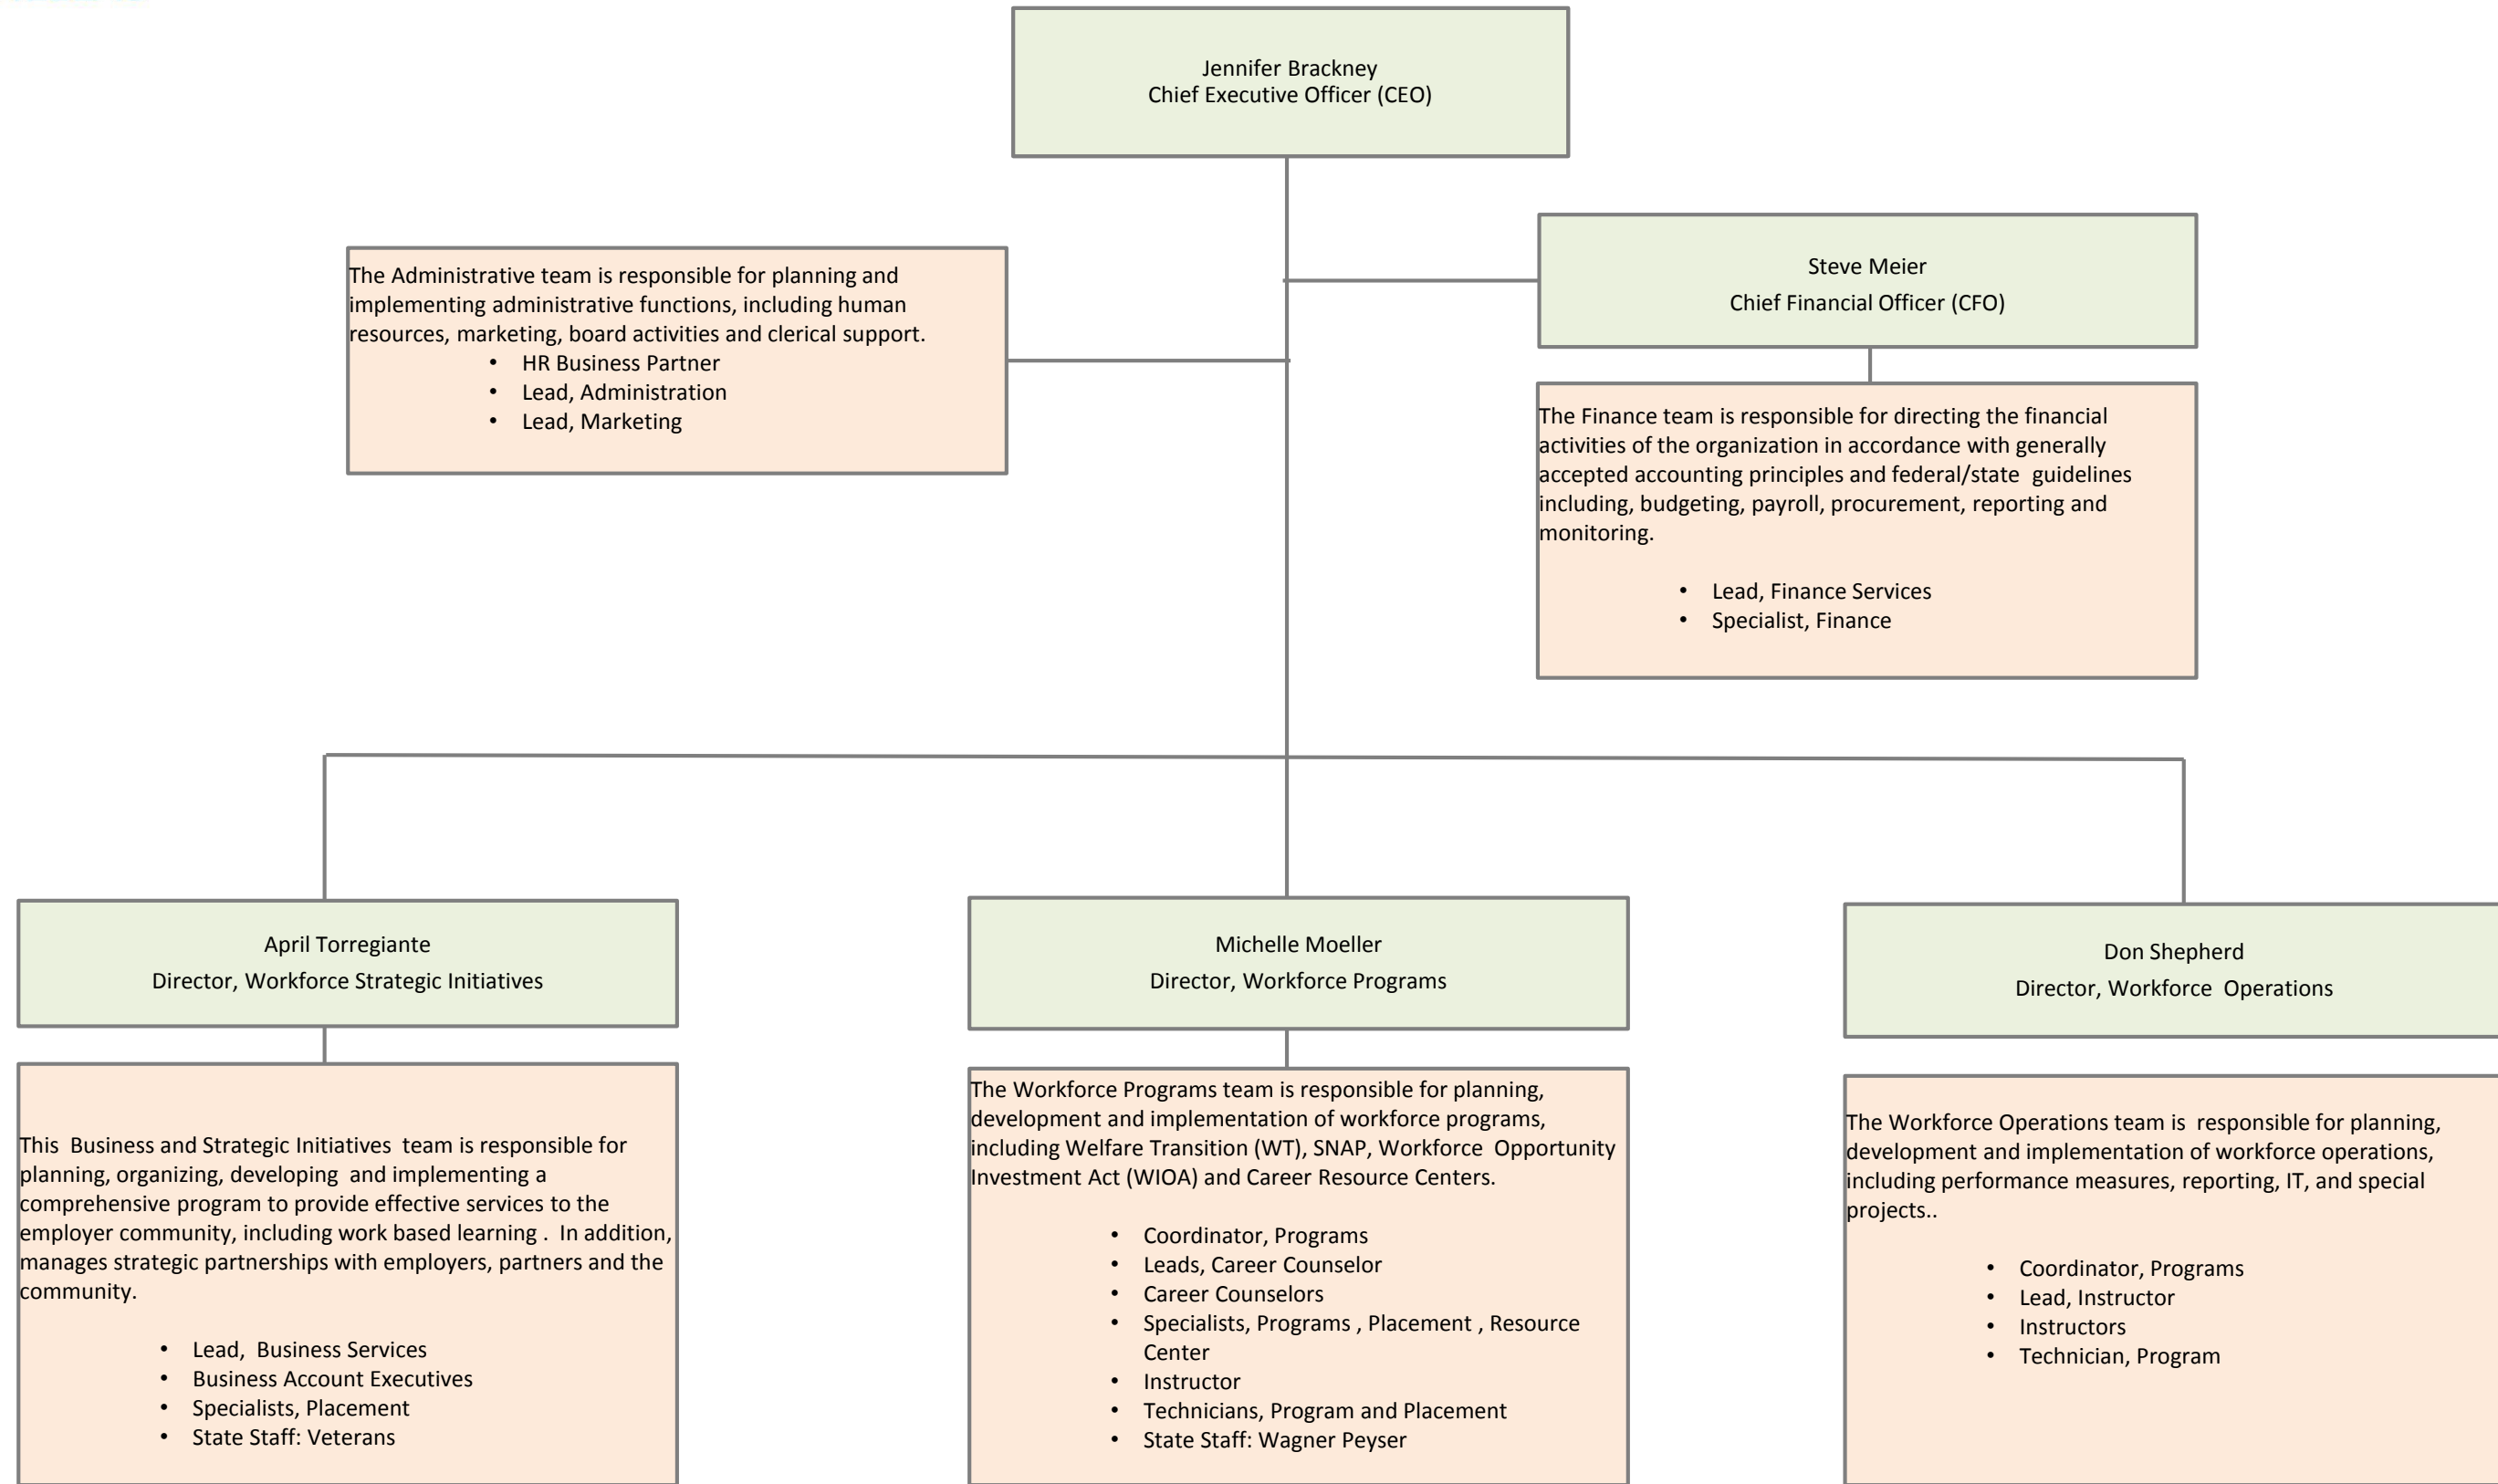 Jennifer Brackney
Chief Executive Officer (CEO)
The Administrative team is responsible for planning and
implementing administrative functions, including human
resources, marketing, board activities and clerical support.
• HR Business Partner
• Lead, Administration
• Lead, Marketing
Steve Meier
Chief Financial Officer (CFO)
The Finance team is responsible for directing the financial
activities of the organization in accordance with generally
accepted accounting principles and federal/state guidelines
including, budgeting, payroll, procurement, reporting and
monitoring.
• Lead, Finance Services
• Specialist, Finance
April Torregiante
Director, Workforce Strategic Initiatives
This Business and Strategic Initiatives team is responsible for
planning, organizing, developing and implementing a
comprehensive program to provide effective services to the
employer community, including work based learning . In addition,
manages strategic partnerships with employers, partners and the
community.
• Lead, Business Services
• Business Account Executives
• Specialists, Placement
• State Staff: Veterans
Michelle Moeller
Director, Workforce Programs
The Workforce Programs team is responsible for planning,
development and implementation of workforce programs,
including Welfare Transition (WT), SNAP, Workforce Opportunity
Investment Act (WIOA) and Career Resource Centers.
• Coordinator, Programs
• Leads, Career Counselor
• Career Counselors
• Specialists, Programs , Placement , Resource
Center
• Instructor
• Technicians, Program and Placement
• State Staff: Wagner Peyser
Don Shepherd
Director, Workforce Operations
The Workforce Operations team is responsible for planning,
development and implementation of workforce operations,
including performance measures, reporting, IT, and special
projects..
• Coordinator, Programs
• Lead, Instructor
• Instructors
• Technician, Program